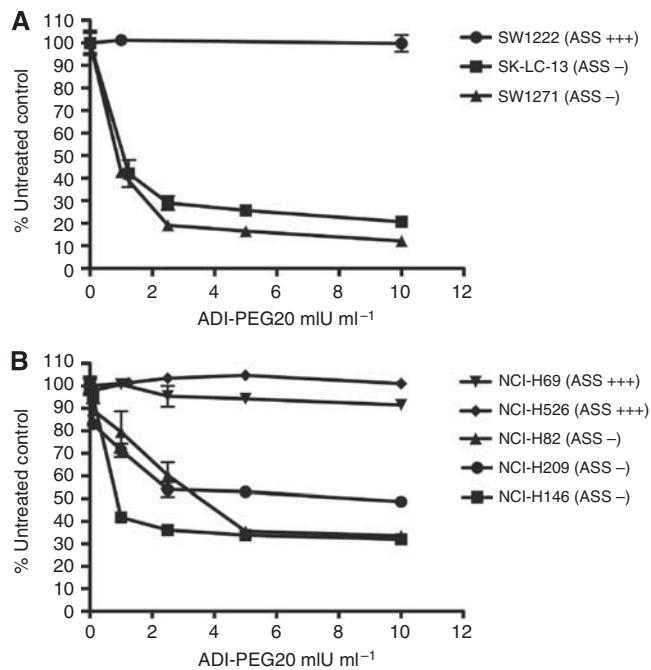 A
110
100
90
80
70
60
50
40
30
20
10
0
% Untreated control
0 2 4 6 8 10 12
ADI-PEG20 mIU ml⁻¹
SW1222 (ASS +++)
SK-LC-13 (ASS –)
SW1271 (ASS –)
B
110
100
90
80
70
60
50
40
30
20
10
0
% Untreated control
0 2 4 6 8 10 12
ADI-PEG20 mIU ml⁻¹
NCI-H69 (ASS +++)
NCI-H526 (ASS +++)
NCI-H82 (ASS –)
NCI-H209 (ASS –)
NCI-H146 (ASS –)